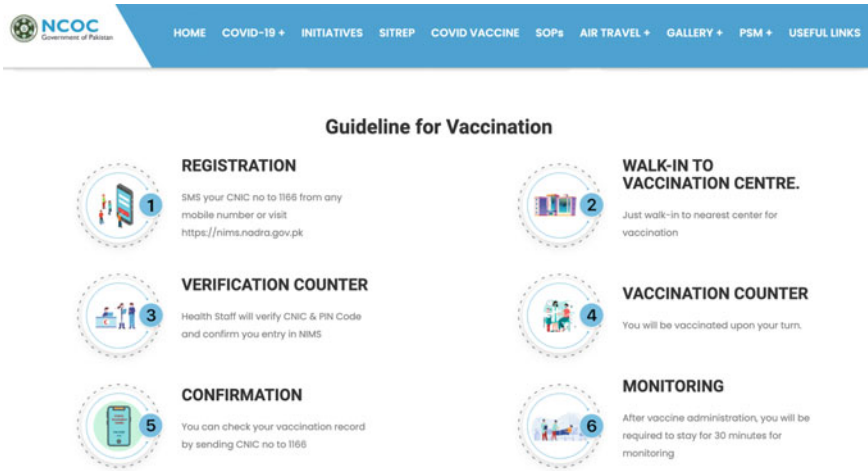 NCOC
Government of Pakistan
HOME COVID-19 + INITIATIVES SITREP COVID VACCINE SOPs AIR TRAVEL + GALLERY + PSM + USEFUL LINKS
Guideline for Vaccination
1
REGISTRATION
SMS your CNIC no to 1166 from any
mobile number or visit
https://nims.nadra.gov.pk
2
WALK-IN TO
VACCINATION CENTRE.
Just walk-in to nearest center for
vaccination
3
VERIFICATION COUNTER
Health Staff will verify CNIC & PIN Code
and confirm you entry in NIMS
4
VACCINATION COUNTER
You will be vaccinated upon your turn.
5
CONFIRMATION
You can check your vaccination record
by sending CNIC no to 1166
6
MONITORING
After vaccine administration, you will be
required to stay for 30 minutes for
monitoring